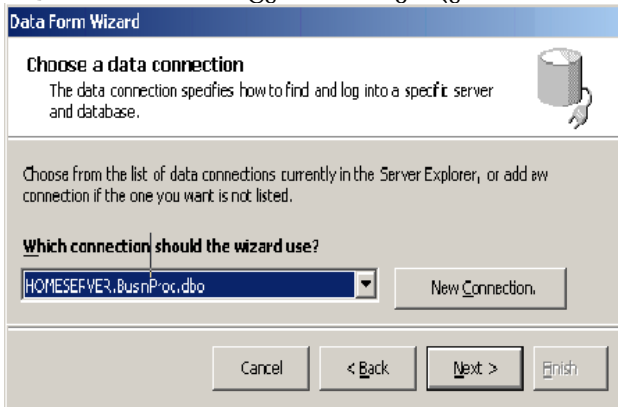 Data Form Wizard
Choose a data connection
The data connection specifies how to find and log into a specific server
and database.
Choose from the list of data connections currently in the Server Explorer, or add ew
connection if the one you want is not listed.
Which connection should the wizard use?
HOMESERVER.BusnProc.dbo
New Connection.
Cancel
< Back
Next >
Finish